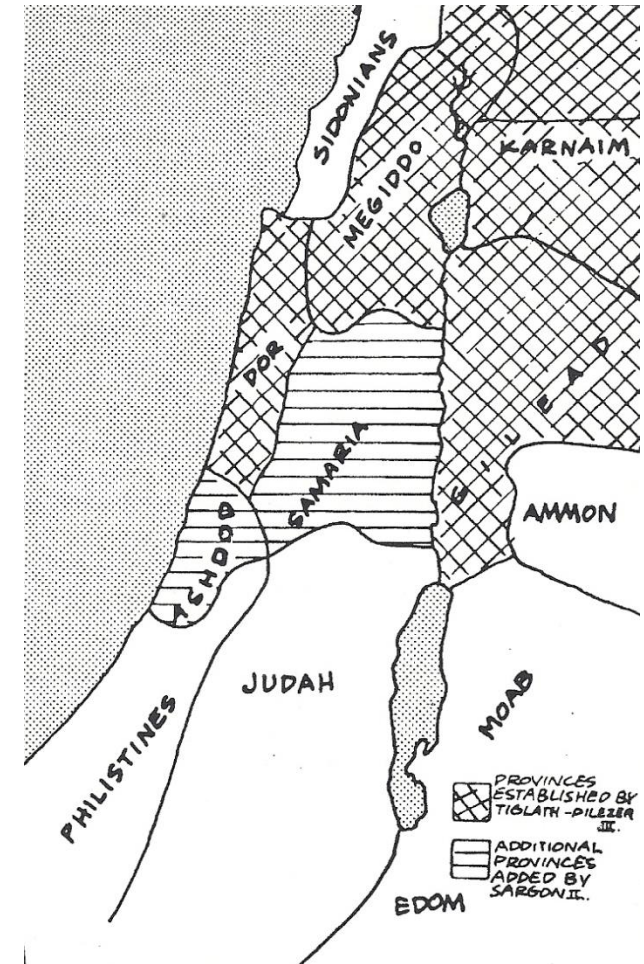 SIDONIANS
KARNAIM
MEGIDDO
DOR
GILEAD
SAMARIA
AMMON
ASHDOD
JUDAH
MOAB
PHILISTINES
PROVINCES
ESTABLISHED BY
TIGLATH-PILEZER
III.
ADDITIONAL
PROVINCES
ADDED BY
SARGON II.
EDOM